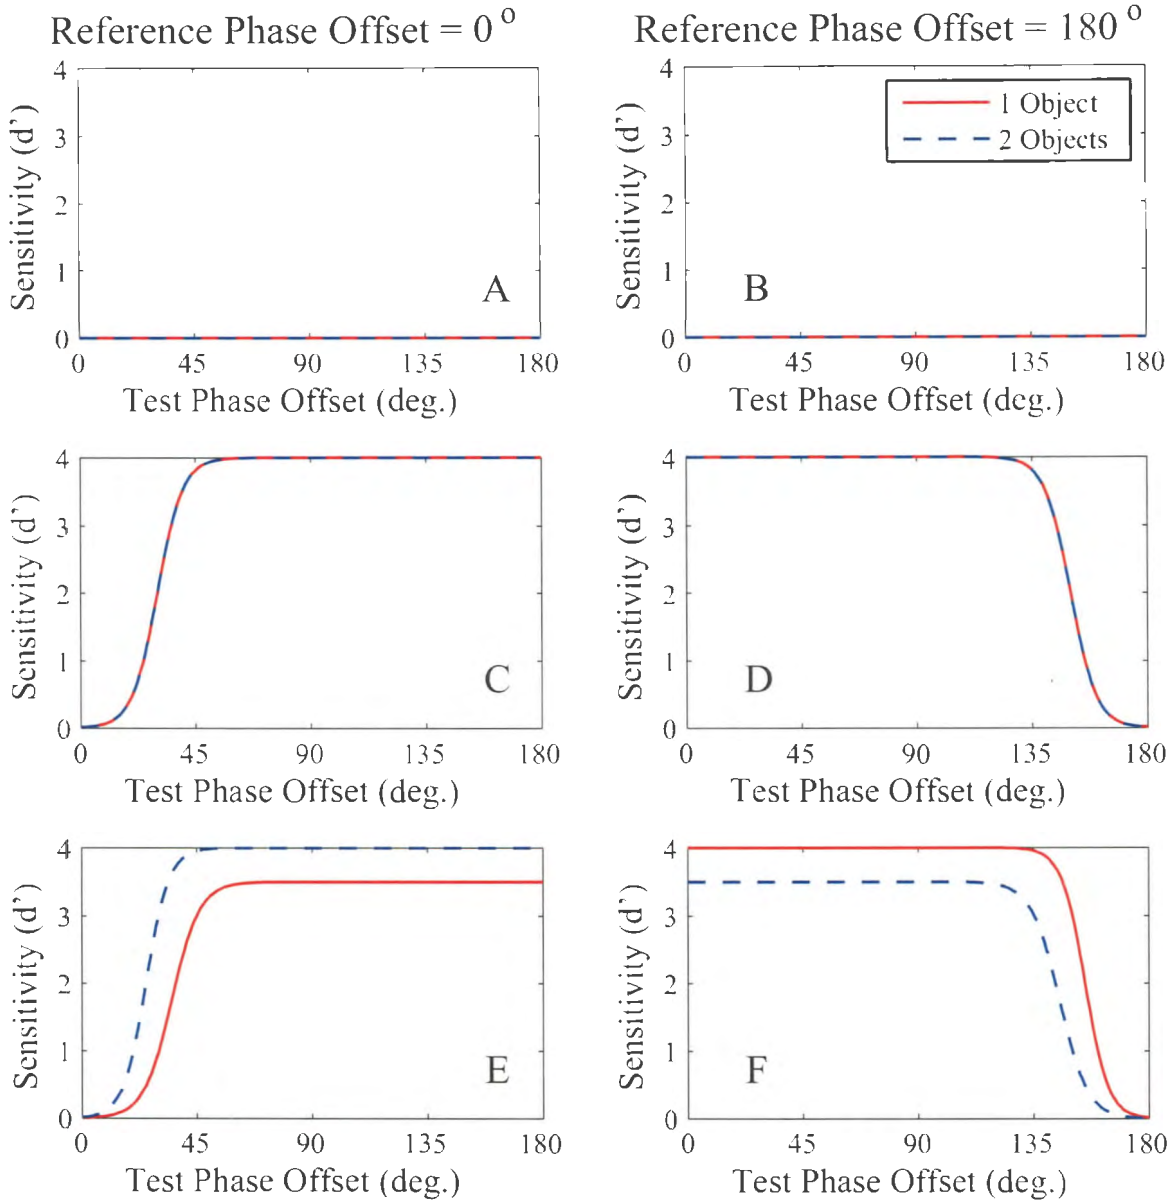 Reference Phase Offset = 0 °
Reference Phase Offset = 180 °
4
3
2
1
0
Sensitivity (d')
A
0 45 90 135 180
Test Phase Offset (deg.)
4
3
2
1
0
Sensitivity (d')
1 Object
2 Objects
B
0 45 90 135 180
Test Phase Offset (deg.)
4
3
2
1
0
Sensitivity (d')
C
0 45 90 135 180
Test Phase Offset (deg.)
4
3
2
1
0
Sensitivity (d')
D
0 45 90 135 180
Test Phase Offset (deg.)
4
3
2
1
0
Sensitivity (d')
E
0 45 90 135 180
Test Phase Offset (deg.)
4
3
2
1
0
Sensitivity (d')
F
0 45 90 135 180
Test Phase Offset (deg.)